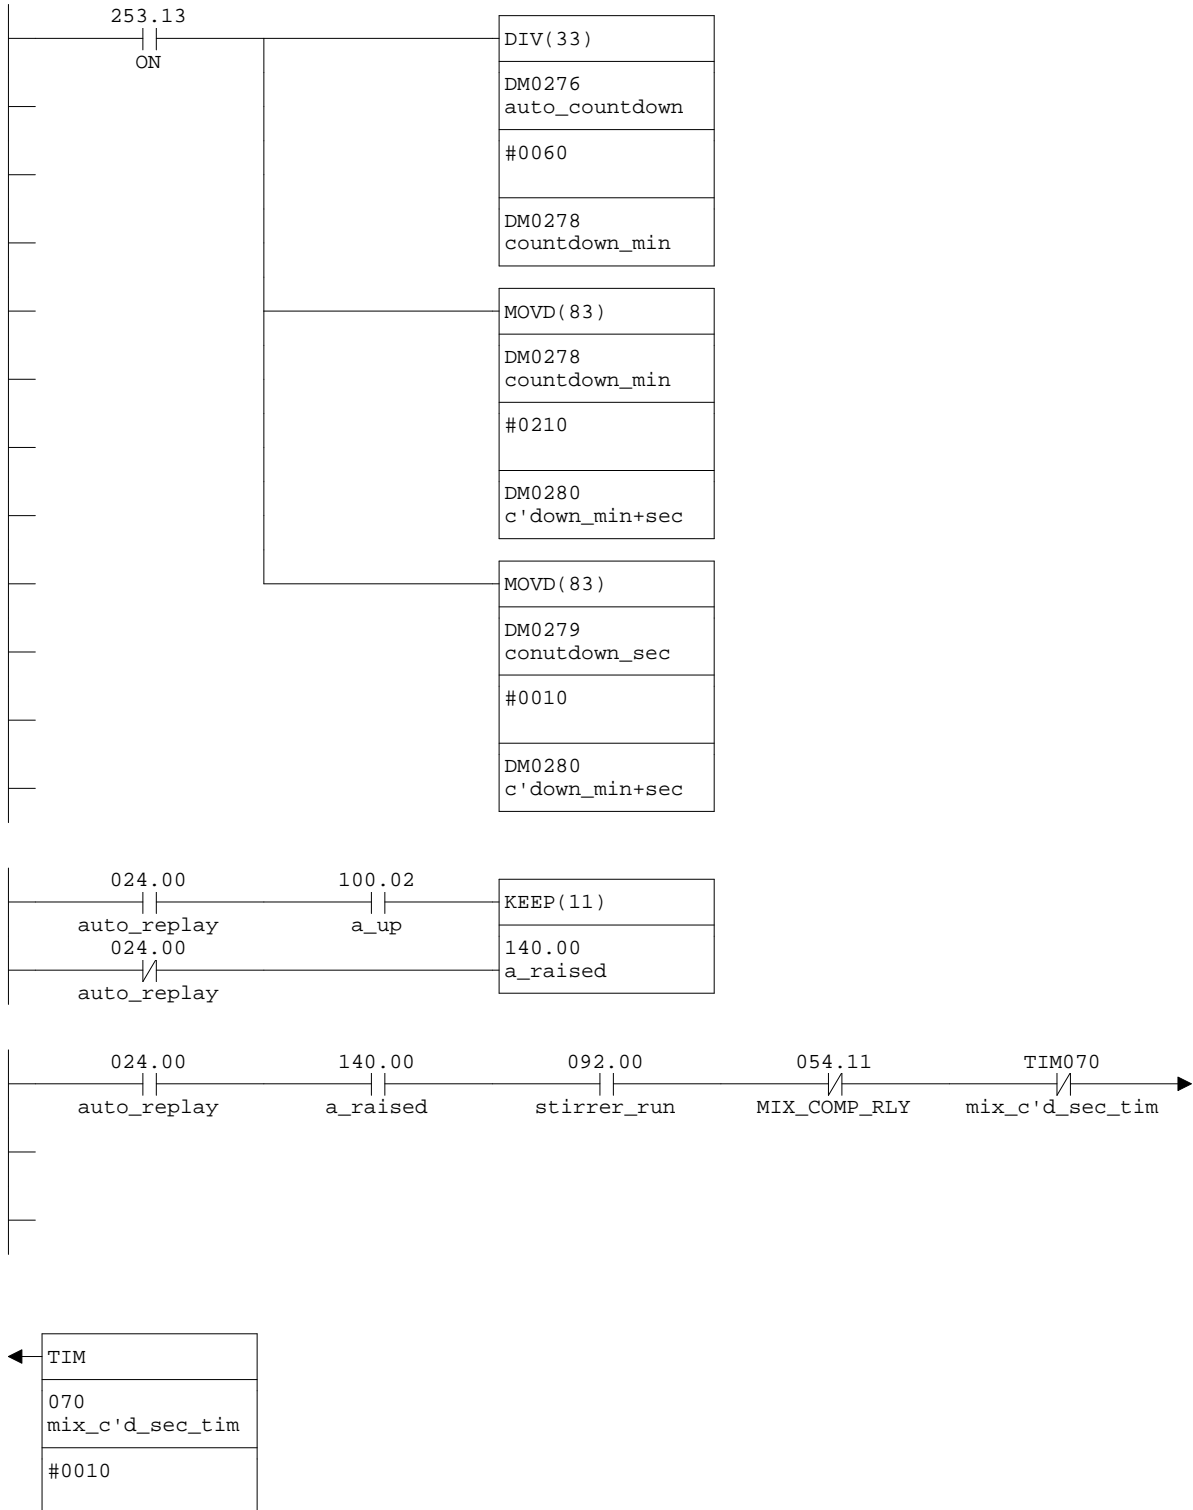 253.13
ON
DIV(33)
DM0276
auto_countdown
#0060
DM0278
countdown_min
MOVD(83)
DM0278
countdown_min
#0210
DM0280
c'down_min+sec
MOVD(83)
DM0279
conutdown_sec
#0010
DM0280
c'down_min+sec
024.00 100.02
auto_replay a_up
KEEP(11)
024.00
auto_replay
140.00
a_raised
024.00 140.00 092.00 054.11 TIM070
auto_replay a_raised stirrer_run MIX_COMP_RLY mix_c'd_sec_tim
TIM
070
mix_c'd_sec_tim
#0010